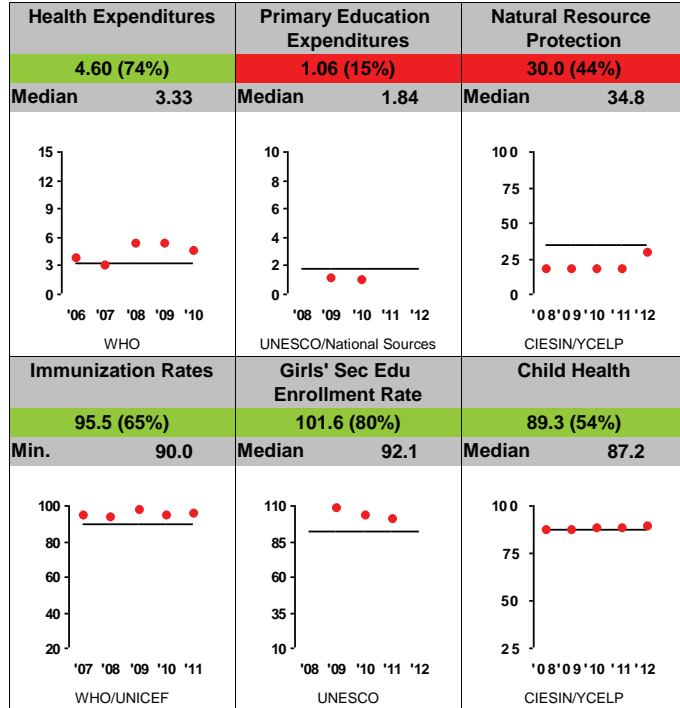 Health Expenditures
4.60 (74%)
Median 3.33
15
12
9
6
3
0
'06 '07 '08 '09 '10
WHO
Primary Education
Expenditures
1.06 (15%)
Median 1.84
10
8
6
4
2
0
'08 '09 '10 '11 '12
UNESCO/National Sources
Natural Resource
Protection
30.0 (44%)
Median 34.8
100
75
50
25
0
'08 '09 '10 '11 '12
CIESIN/YCELP
Immunization Rates
95.5 (65%)
Min. 90.0
100
80
60
40
20
'07 '08 '09 '10 '11
WHO/UNICEF
Girls' Sec Edu
Enrollment Rate
101.6 (80%)
Median 92.1
110
85
60
35
10
'08 '09 '10 '11 '12
UNESCO
Child Health
89.3 (54%)
Median 87.2
100
75
50
25
'08 '09 '10 '11 '12
CIESIN/YCELP